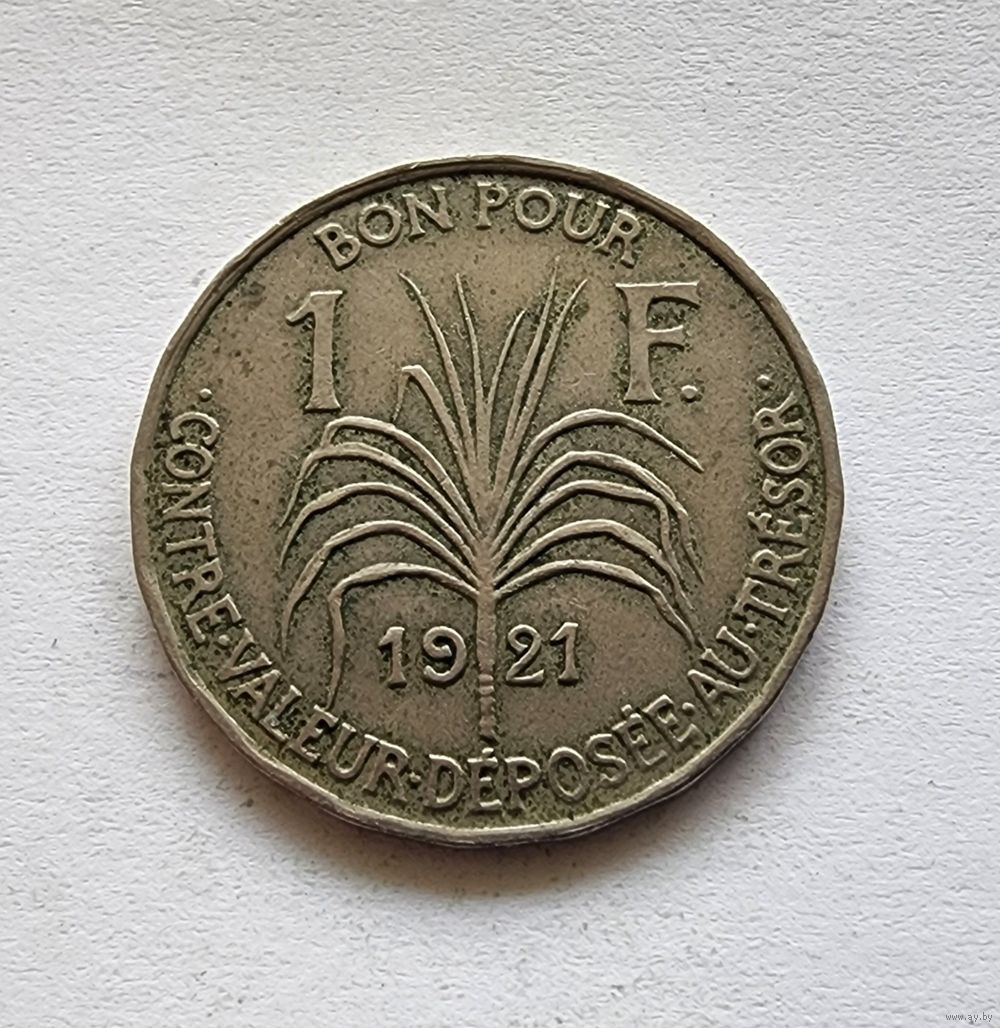 BON POUR
1 F.
1921
·CONTRE·VALEUR·DÉPOSÉE·AU·TRÉSOR·
www.ay.by